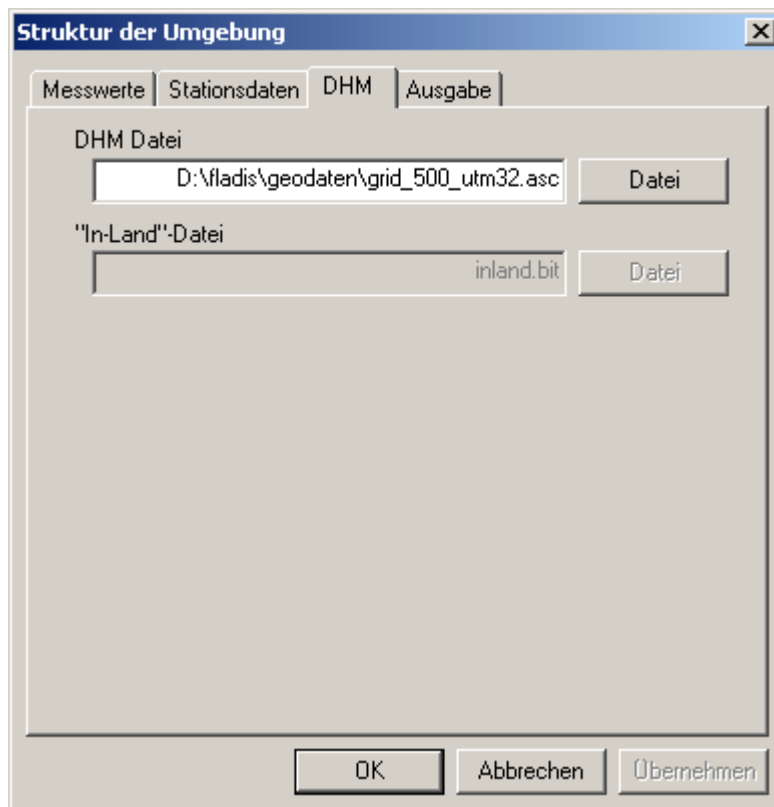 Struktur der Umgebung
Messwerte Stationsdaten DHM Ausgabe
DHM Datei
D:\fladis\geodaten\grid_500_utm32.asc Datei
"In-Land"-Datei
inland.bit Datei
OK Abbrechen Übernehmen